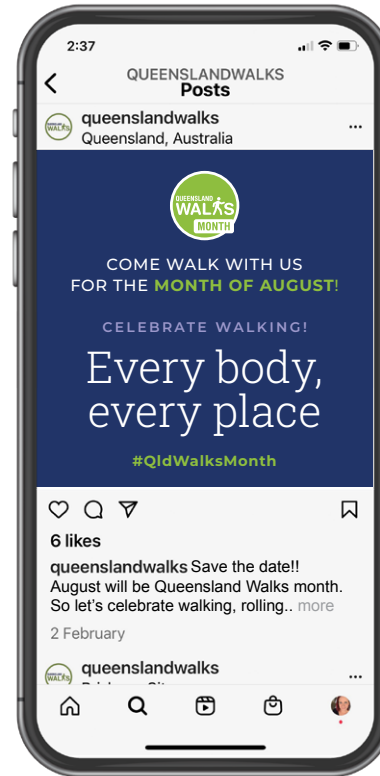 2:37
QUEENSLANDWALKS
Posts
queenslandwalks
Queensland, Australia
QUEENSLAND
WALKS
MONTH
COME WALK WITH US
FOR THE MONTH OF AUGUST!
CELEBRATE WALKING!
Every body,
every place
#QldWalksMonth
6 likes
queenslandwalks Save the date!!
August will be Queensland Walks month.
So let's celebrate walking, rolling.. more
2 February
queenslandwalks